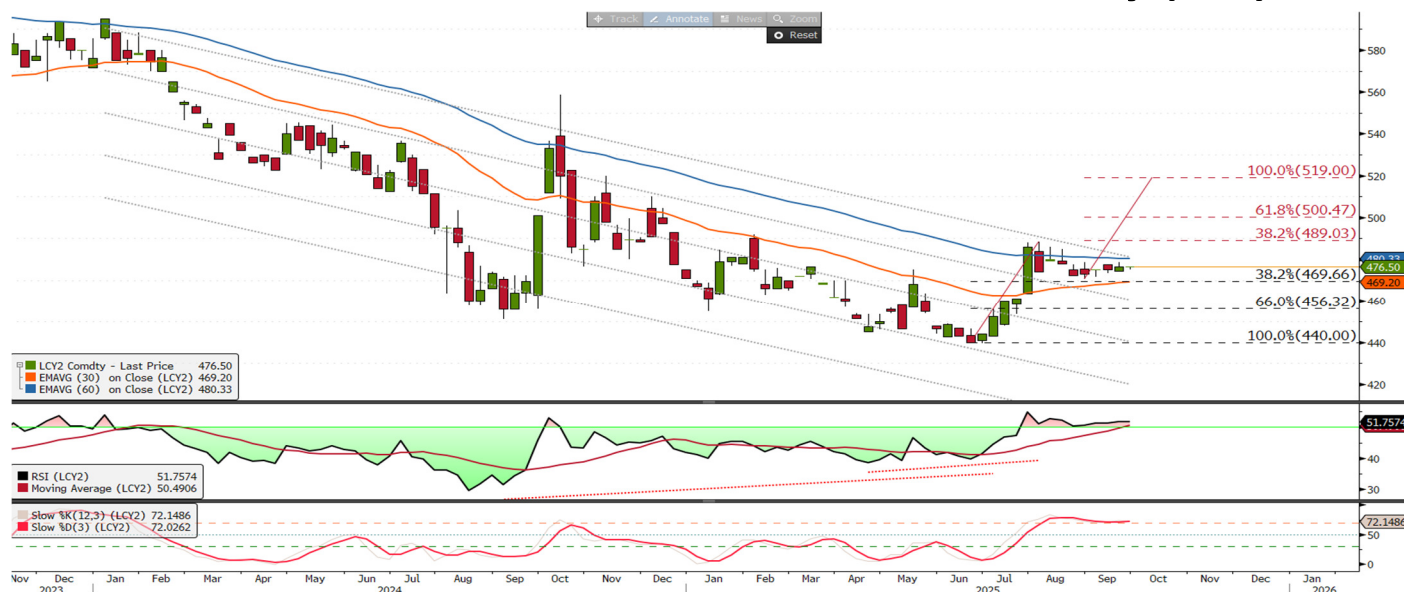 Track Annotate News Zoom
Reset
580
560
540
520
500
460
440
420
100.0%(519.00)
61.8%(500.47)
38.2%(489.03)
480.33
476.50
38.2%(469.66)
469.20
66.0%(456.32)
100.0%(440.00)
LCY2 Comdty - Last Price 476.50
EMAVG (30) on Close (LCY2) 469.20
EMAVG (60) on Close (LCY2) 480.33
51.7574
40
30
RSI (LCY2) 51.7574
Moving Average (LCY2) 50.4906
Slow %K(12,3) (LCY2) 72.1486
Slow %D(3) (LCY2) 72.0262
72.1486
50
0
Nov Dec Jan Feb Mar Apr May Jun Jul Aug Sep Oct Nov Dec Jan Feb Mar Apr May Jun Jul Aug Sep Oct Nov Dec Jan
2023 2024 2025 2026